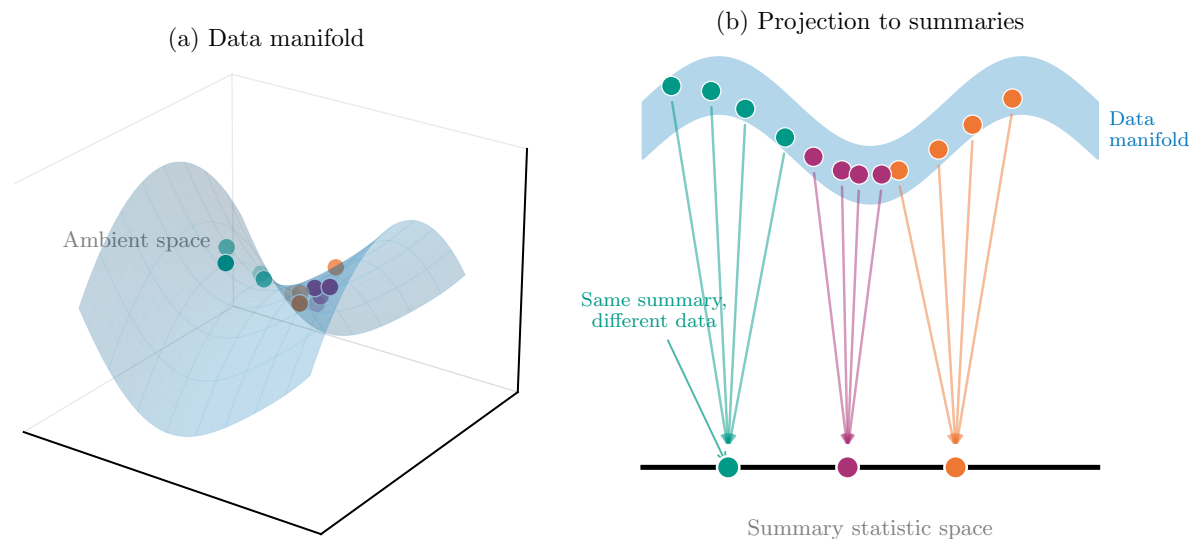 (a) Data manifold
Ambient space
(b) Projection to summaries
Data
manifold
Same summary,
different data
Summary statistic space